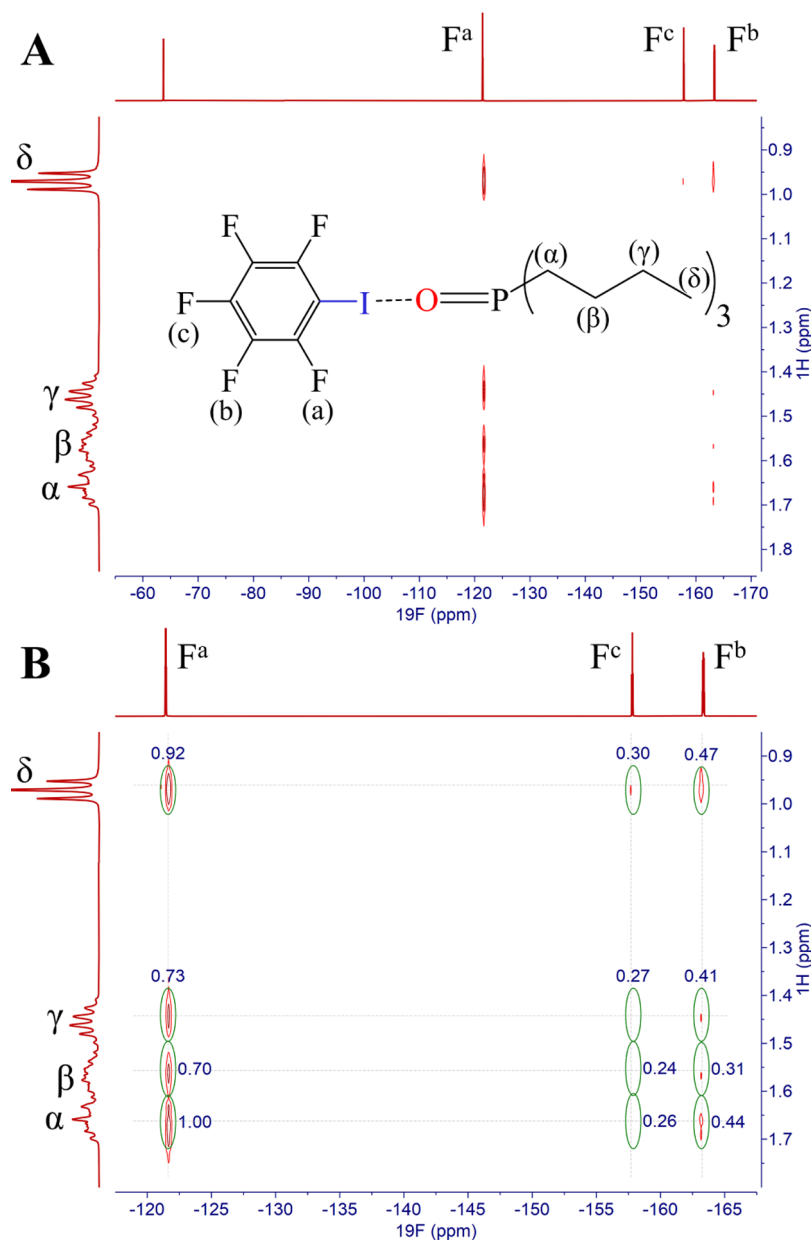 A
Fᵃ Fᶜ Fᵇ
δ
γ
β
α
0.9
1.0
1.1
1.2
1.3
1.4
1.5
1.6
1.7
1.8
1H (ppm)
F F
F I O P (α) (γ)
(c) (β) (δ) 3
F F
(b) (a)
-60 -70 -80 -90 -100 -110 -120 -130 -140 -150 -160 -170
19F (ppm)
B
Fᵃ Fᶜ Fᵇ
δ
γ
β
α
0.92 0.30 0.47
0.73 0.27 0.41
0.70 0.24 0.31
1.00 0.26 0.44
0.9
1.0
1.1
1.2
1.3
1.4
1.5
1.6
1.7
1H (ppm)
-120 -125 -130 -135 -140 -145 -150 -155 -160 -165
19F (ppm)